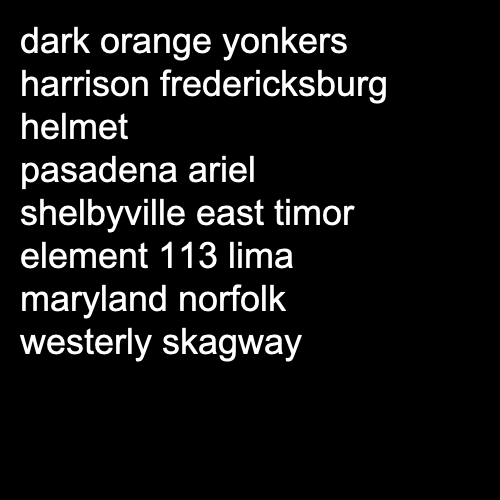 dark orange yonkers
harrison fredericksburg
helmet
pasadena ariel
shelbyville east timor
element 113 lima
maryland norfolk
westerly skagway